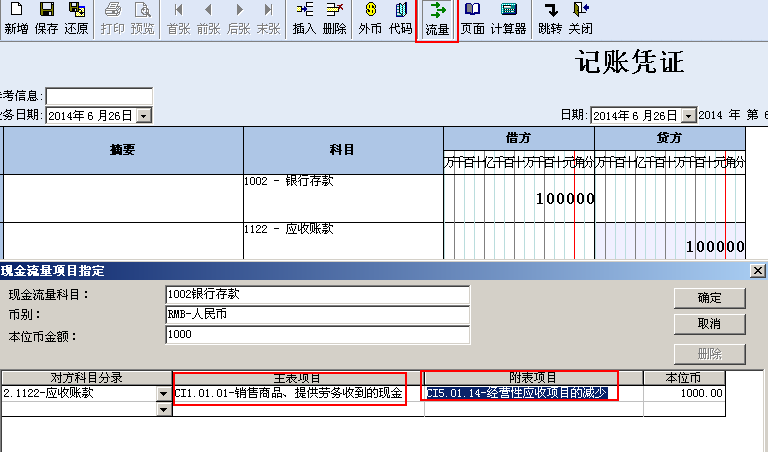 新增 保存 还原 打印 预览 首张 前张 后张 末张 插入 删除 外币 代码 流量 页面 计算器 跳转 关闭
记账凭证
参考信息:
业务日期: 2014年 6月26日 日期: 2014年 6月26日 2014 年 第 6
摘要 科目 借方 贷方
万千百十亿千百十万千百十元角分 万千百十亿千百十万千百十元角分
1002 - 银行存款 100000
1122 - 应收账款 100000
现金流量项目指定
现金流量科目: 1002银行存款 确定
币别: RMB-人民币 取消
本位币金额: 1000 删除
对方科目分录 主表项目 附表项目 本位币
2.1122-应收账款 CI1.01.01-销售商品、提供劳务收到的现金 CI5.01.14-经营性应收项目的减少 1000.00